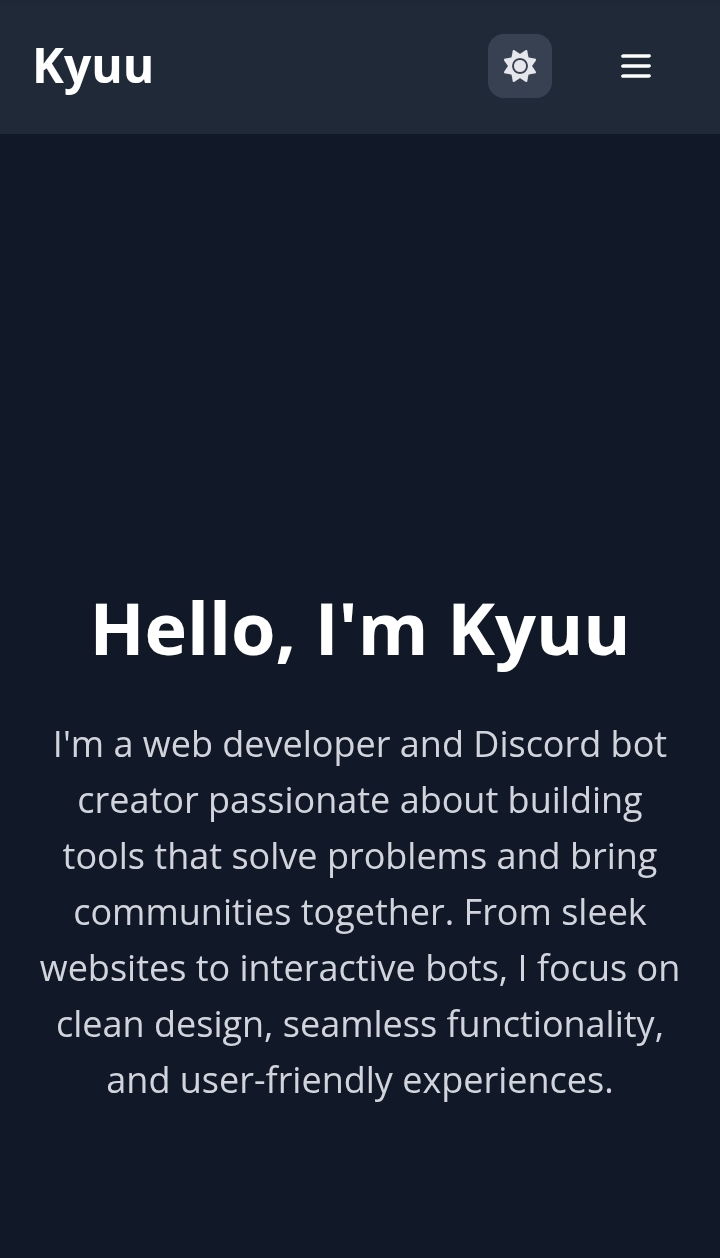 Kyuu
Hello, I'm Kyuu
I'm a web developer and Discord bot
creator passionate about building
tools that solve problems and bring
communities together. From sleek
websites to interactive bots, I focus on
clean design, seamless functionality,
and user-friendly experiences.